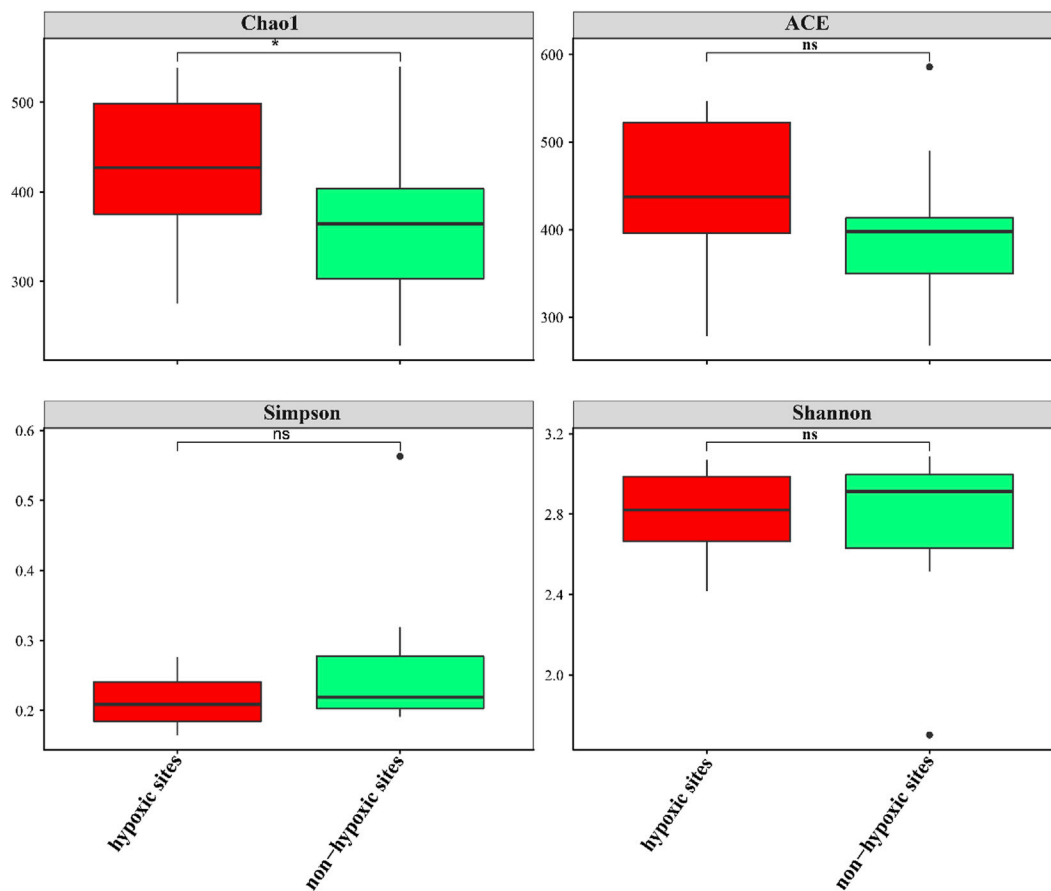 Chao1
ACE
*
ns
500
400
300
600
500
400
300
Simpson
Shannon
ns
ns
0.6
0.5
0.4
0.3
0.2
3.2
2.8
2.4
2.0
hypoxic sites
non-hypoxic sites
hypoxic sites
non-hypoxic sites